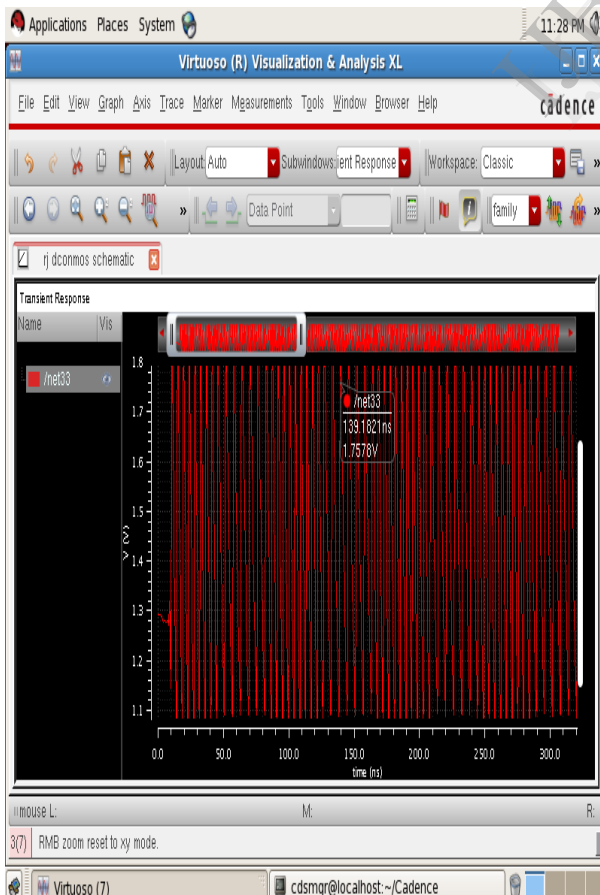 Applications Places System 11:28 PM
Virtuoso (R) Visualization & Analysis XL
File Edit View Graph Axis Trace Marker Measurements Tools Window Browser Help cādence
Layout: Auto Subwindows: ient Response Workspace: Classic »
» Data Point family »
rj dconmos schematic
Transient Response
Name Vis
/net33
1.8
1.7
1.6
1.5
1.4
1.3
1.2
1.1
V (V)
/net33
139.1821ns
1.7578V
0.0 50.0 100.0 150.0 200.0 250.0 300.0
time (ns)
mouse L: M: R:
3(7) RMB zoom reset to xy mode.
Virtuoso (7) cdsmgr@localhost:~/Cadence